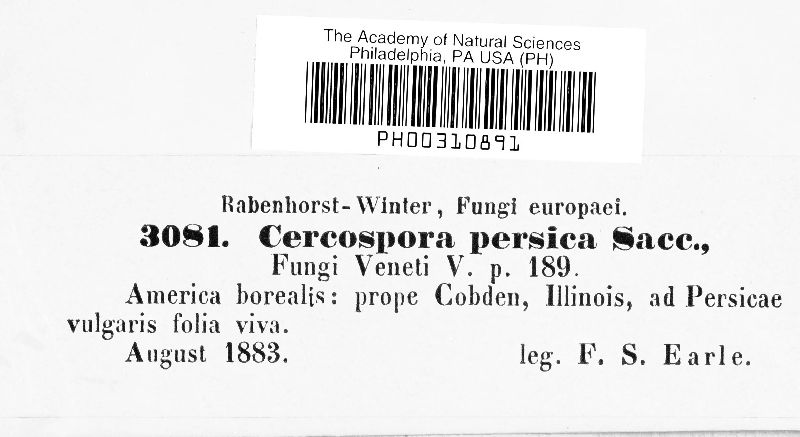 The Academy of Natural Sciences
Philadelphia, PA USA (PH)
PH00310891
Rabenhorst-Winter, Fungi europaei.
3081. Cercospora persica Sacc.,
Fungi Veneti V. p. 189.
America borealis: prope Cobden, Illinois, ad Persicae
vulgaris folia viva.
August 1883. leg. F. S. Earle.